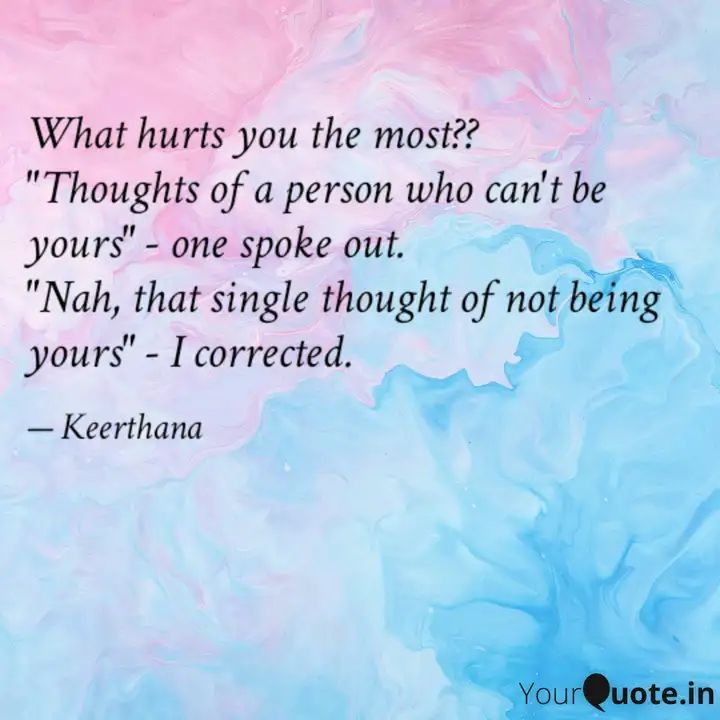 What hurts you the most??
"Thoughts of a person who can't be
yours" - one spoke out.
"Nah, that single thought of not being
yours" - I corrected.
— Keerthana
YourQuote.in